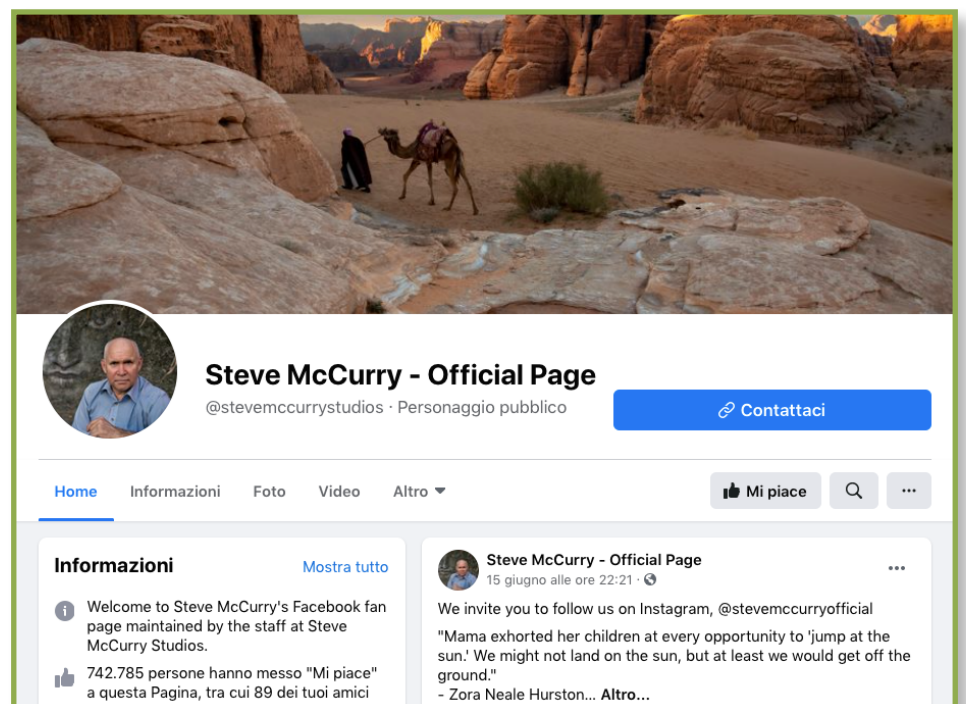 Steve McCurry - Official Page
@stevemccurrystudios · Personaggio pubblico
Contattaci
Home Informazioni Foto Video Altro
Mi piace
Informazioni Mostra tutto
Welcome to Steve McCurry's Facebook fan
page maintained by the staff at Steve
McCurry Studios.
742.785 persone hanno messo "Mi piace"
a questa Pagina, tra cui 89 dei tuoi amici
Steve McCurry - Official Page
15 giugno alle ore 22:21 ·
We invite you to follow us on Instagram, @stevemccurryofficial
"Mama exhorted her children at every opportunity to 'jump at the
sun.' We might not land on the sun, but at least we would get off the
ground."
- Zora Neale Hurston... Altro...